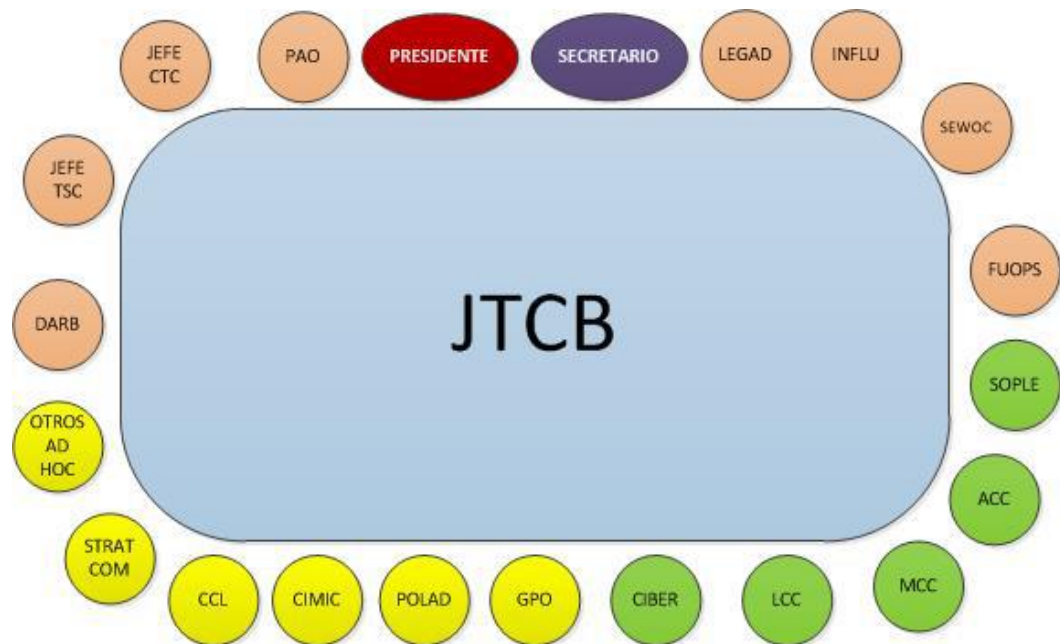 JEFE
CTC
PAO
PRESIDENTE
SECRETARIO
LEGAD
INFLU
SEWOC
JEFE
TSC
FUOPS
DARB
JTCB
SOPLE
OTROS
AD
HOC
ACC
STRAT
COM
CCL
CIMIC
POLAD
GPO
CIBER
LCC
MCC